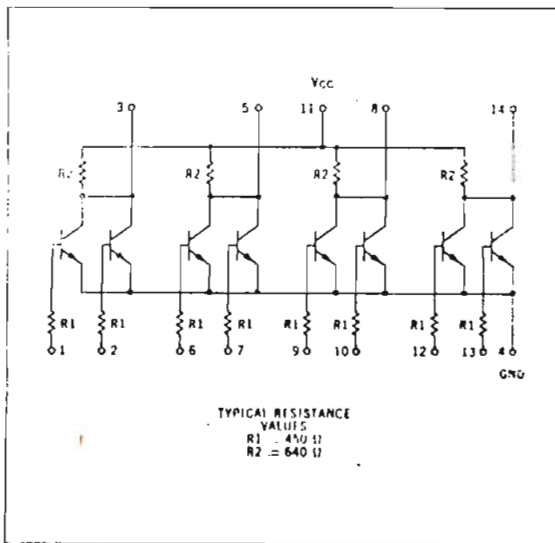 Vcc
3 5 11 8 14
R2 R2 R2 R2
R1 R1 R1 R1 R1 R1 R1 R1
1 2 6 7 9 10 12 13 4
GND
TYPICAL RESISTANCE
VALUES
R1 = 450 Ω
R2 = 640 Ω